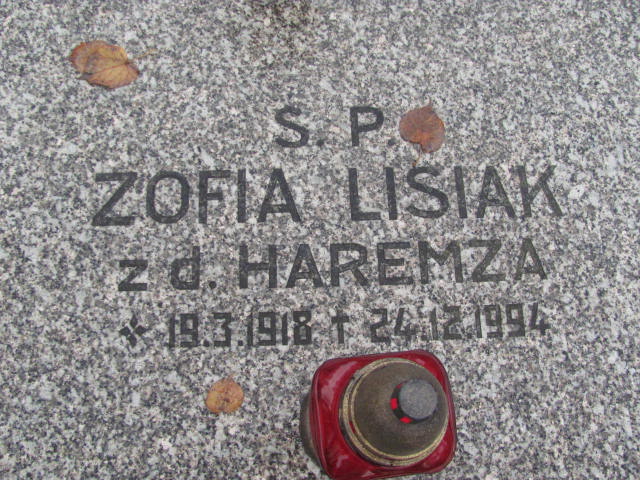 Ś. P.
ZOFIA LISIAK
z d. HAREMZA
19.3.1918 † 24.12.1994